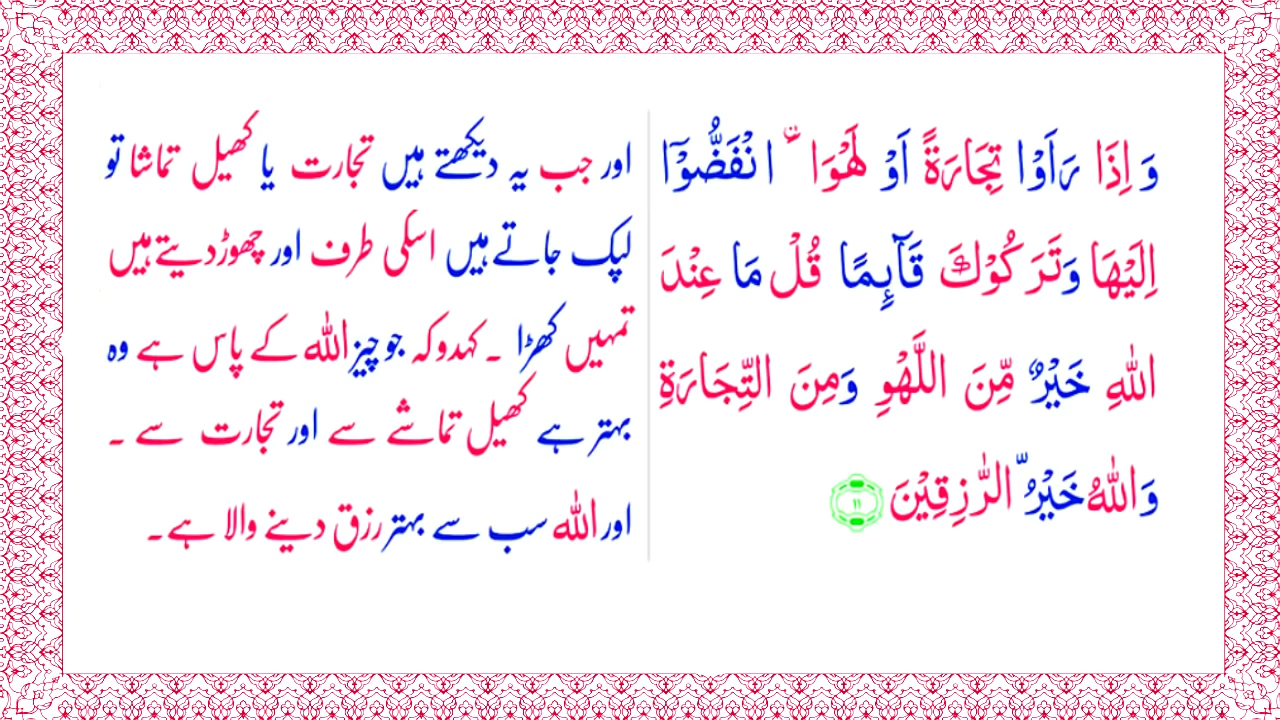 وَ اِذَا رَاَوْا تِجَارَةً اَوْ لَهْوَا ۨ انْفَضُّوْۤا
اِلَیْهَا وَتَرَكُوْكَ قَآىِٕمًا قُلْ مَا عِنْدَ
اللّٰهِ خَیْرٌ مِّنَ اللَّهْوِ وَمِنَ التِّجَارَةِ
وَاللّٰهُ خَیْرُ الرّٰزِقِیْنَ ۱۱
اور جب یہ دیکھتے ہیں تجارت یا کھیل تماشا تو
لپک جاتے ہیں اسکی طرف اور چھوڑ دیتے ہیں
تمہیں کھڑا ۔ کہدو کہ جو چیز اللہ کے پاس ہے وہ
بہتر ہے کھیل تماشے سے اور تجارت سے ۔
اور اللہ سب سے بہتر رزق دینے والا ہے۔